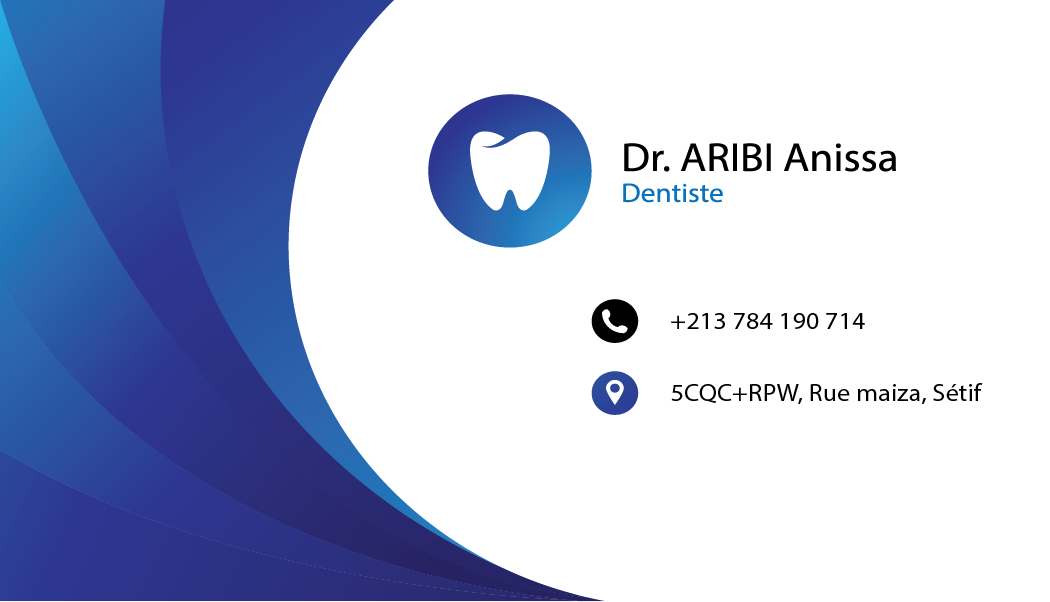 Dr. ARIBI Anissa
Dentiste
+213 784 190 714
5CQC+RPW, Rue maiza, Sétif